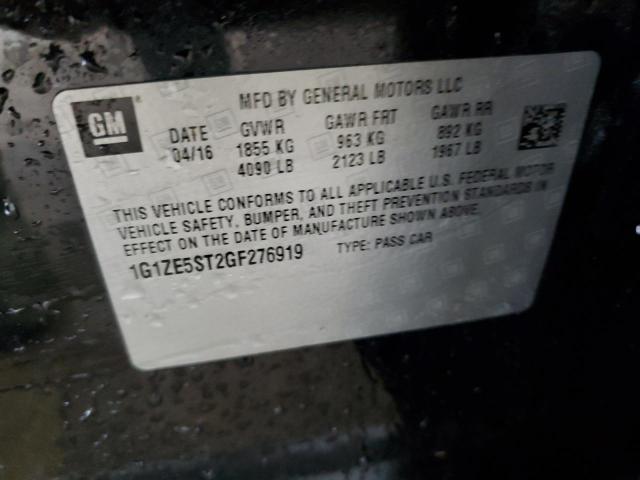 GM
MFD BY GENERAL MOTORS LLC
DATE GVWR GAWR FRT GAWR RR
04/16 1855 KG 963 KG 892 KG
4090 LB 2123 LB 1967 LB
THIS VEHICLE CONFORMS TO ALL APPLICABLE U.S. FEDERAL MOTOR
VEHICLE SAFETY, BUMPER, AND THEFT PREVENTION STANDARDS IN
EFFECT ON THE DATE OF MANUFACTURE SHOWN ABOVE.
1G1ZE5ST2GF276919 TYPE: PASS CAR